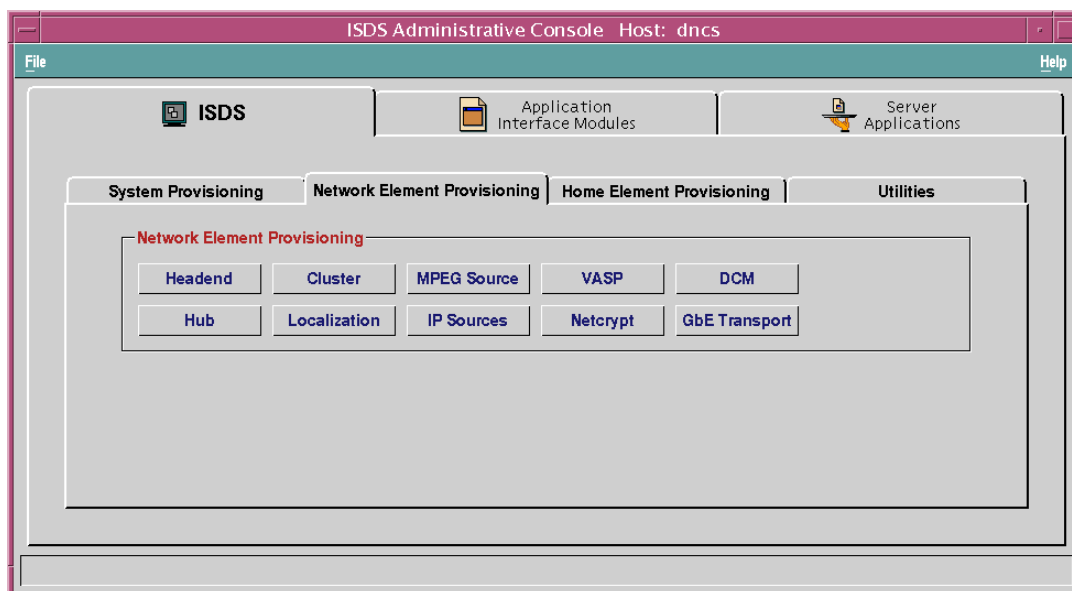 ISDS Administrative Console Host: dncs
File
Help
ISDS
Application
Interface Modules
Server
Applications
System Provisioning
Network Element Provisioning
Home Element Provisioning
Utilities
Network Element Provisioning
Headend
Cluster
MPEG Source
VASP
DCM
Hub
Localization
IP Sources
Netcrypt
GbE Transport